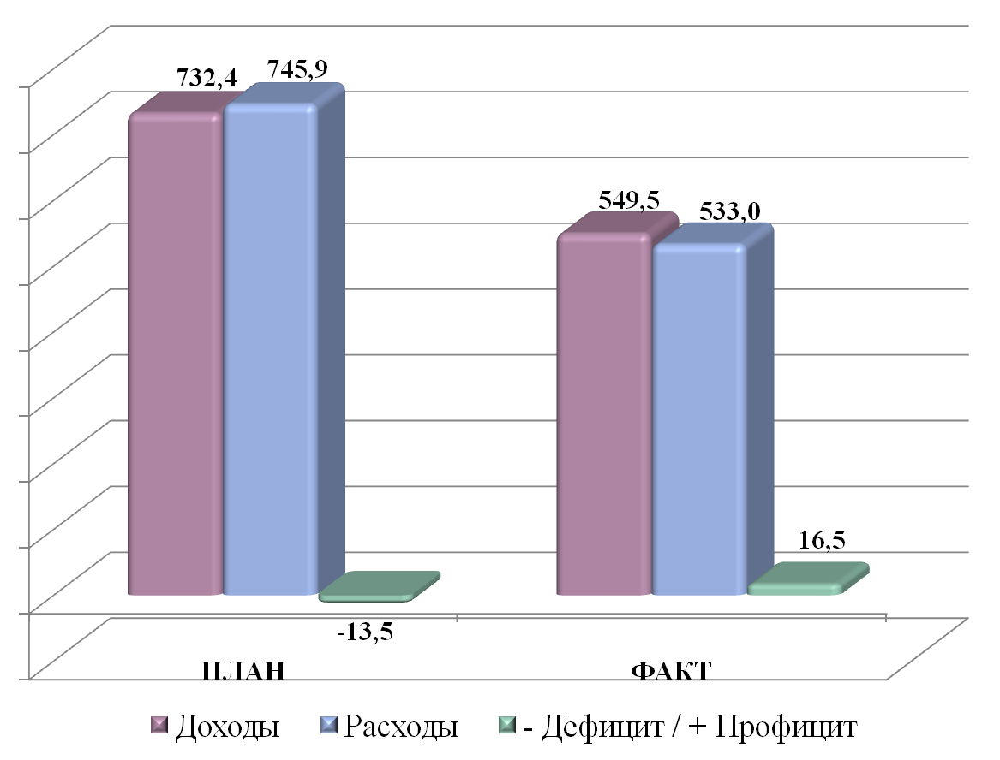 732,4
745,9
549,5
533,0
16,5
-13,5
ПЛАН
ФАКТ
Доходы
Расходы
- Дефицит / + Профицит